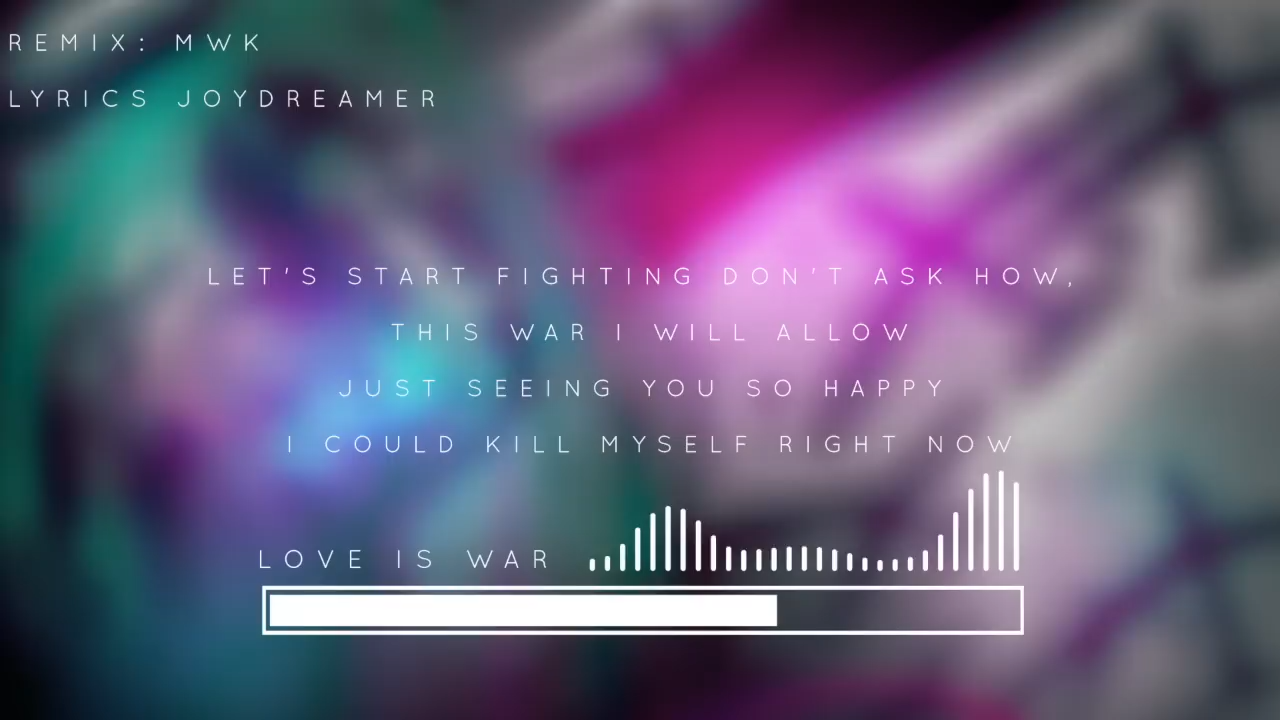 REMIX: MWK
LYRICS JOYDREAMER
LET'S START FIGHTING DON'T ASK HOW,
THIS WAR I WILL ALLOW
JUST SEEING YOU SO HAPPY
I COULD KILL MYSELF RIGHT NOW
LOVE IS WAR